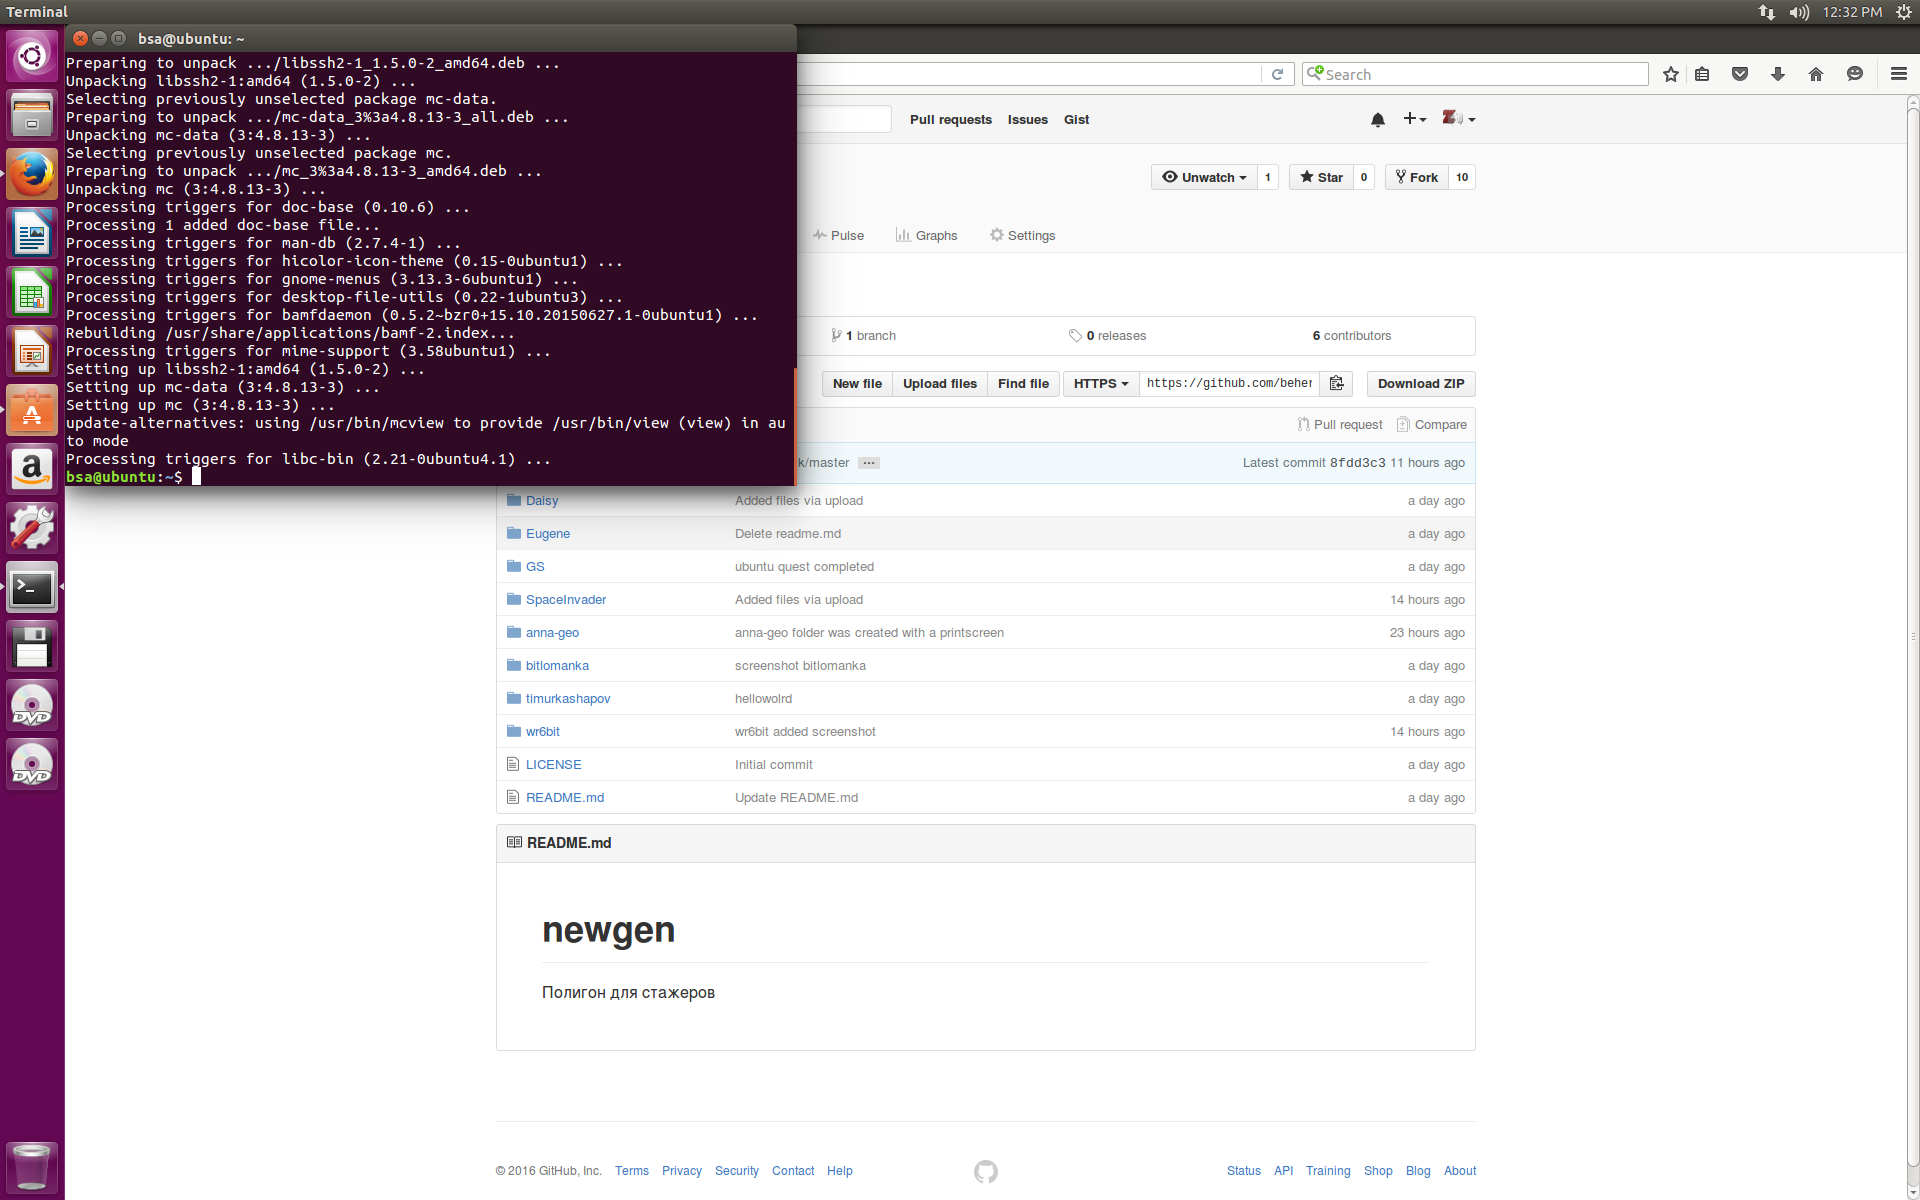 Terminal
12:32 PM
bsa@ubuntu: ~
Preparing to unpack .../libssh2-1_1.5.0-2_amd64.deb ...
Unpacking libssh2-1:amd64 (1.5.0-2) ...
Selecting previously unselected package mc-data.
Preparing to unpack .../mc-data_3%3a4.8.13-3_all.deb ...
Unpacking mc-data (3:4.8.13-3) ...
Selecting previously unselected package mc.
Preparing to unpack .../mc_3%3a4.8.13-3_amd64.deb ...
Unpacking mc (3:4.8.13-3) ...
Processing triggers for doc-base (0.10.6) ...
Processing 1 added doc-base file...
Processing triggers for man-db (2.7.4-1) ...
Processing triggers for hicolor-icon-theme (0.15-0ubuntu1) ...
Processing triggers for gnome-menus (3.13.3-6ubuntu1) ...
Processing triggers for desktop-file-utils (0.22-1ubuntu3) ...
Processing triggers for bamfdaemon (0.5.2~bzr0+15.10.20150627.1-0ubuntu1) ...
Rebuilding /usr/share/applications/bamf-2.index...
Processing triggers for mime-support (3.58ubuntu1) ...
Setting up libssh2-1:amd64 (1.5.0-2) ...
Setting up mc-data (3:4.8.13-3) ...
Setting up mc (3:4.8.13-3) ...
update-alternatives: using /usr/bin/mcview to provide /usr/bin/view (view) in au
to mode
Processing triggers for libc-bin (2.21-0ubuntu4.1) ...
bsa@ubuntu:~$
Search
Pull requests Issues Gist
Unwatch 1 Star 0 Fork 10
Pulse Graphs Settings
1 branch 0 releases 6 contributors
New file Upload files Find file HTTPS https://github.com/beher Download ZIP
Pull request Compare
k/master ... Latest commit 8fdd3c3 11 hours ago
Daisy Added files via upload a day ago
Eugene Delete readme.md a day ago
GS ubuntu quest completed a day ago
SpaceInvader Added files via upload 14 hours ago
anna-geo anna-geo folder was created with a printscreen 23 hours ago
bitlomanka screenshot bitlomanka a day ago
timurkashapov hellowolrd a day ago
wr6bit wr6bit added screenshot 14 hours ago
LICENSE Initial commit a day ago
README.md Update README.md a day ago
README.md
newgen
Полигон для стажеров
© 2016 GitHub, Inc. Terms Privacy Security Contact Help Status API Training Shop Blog About
a
A
DVD
DVD